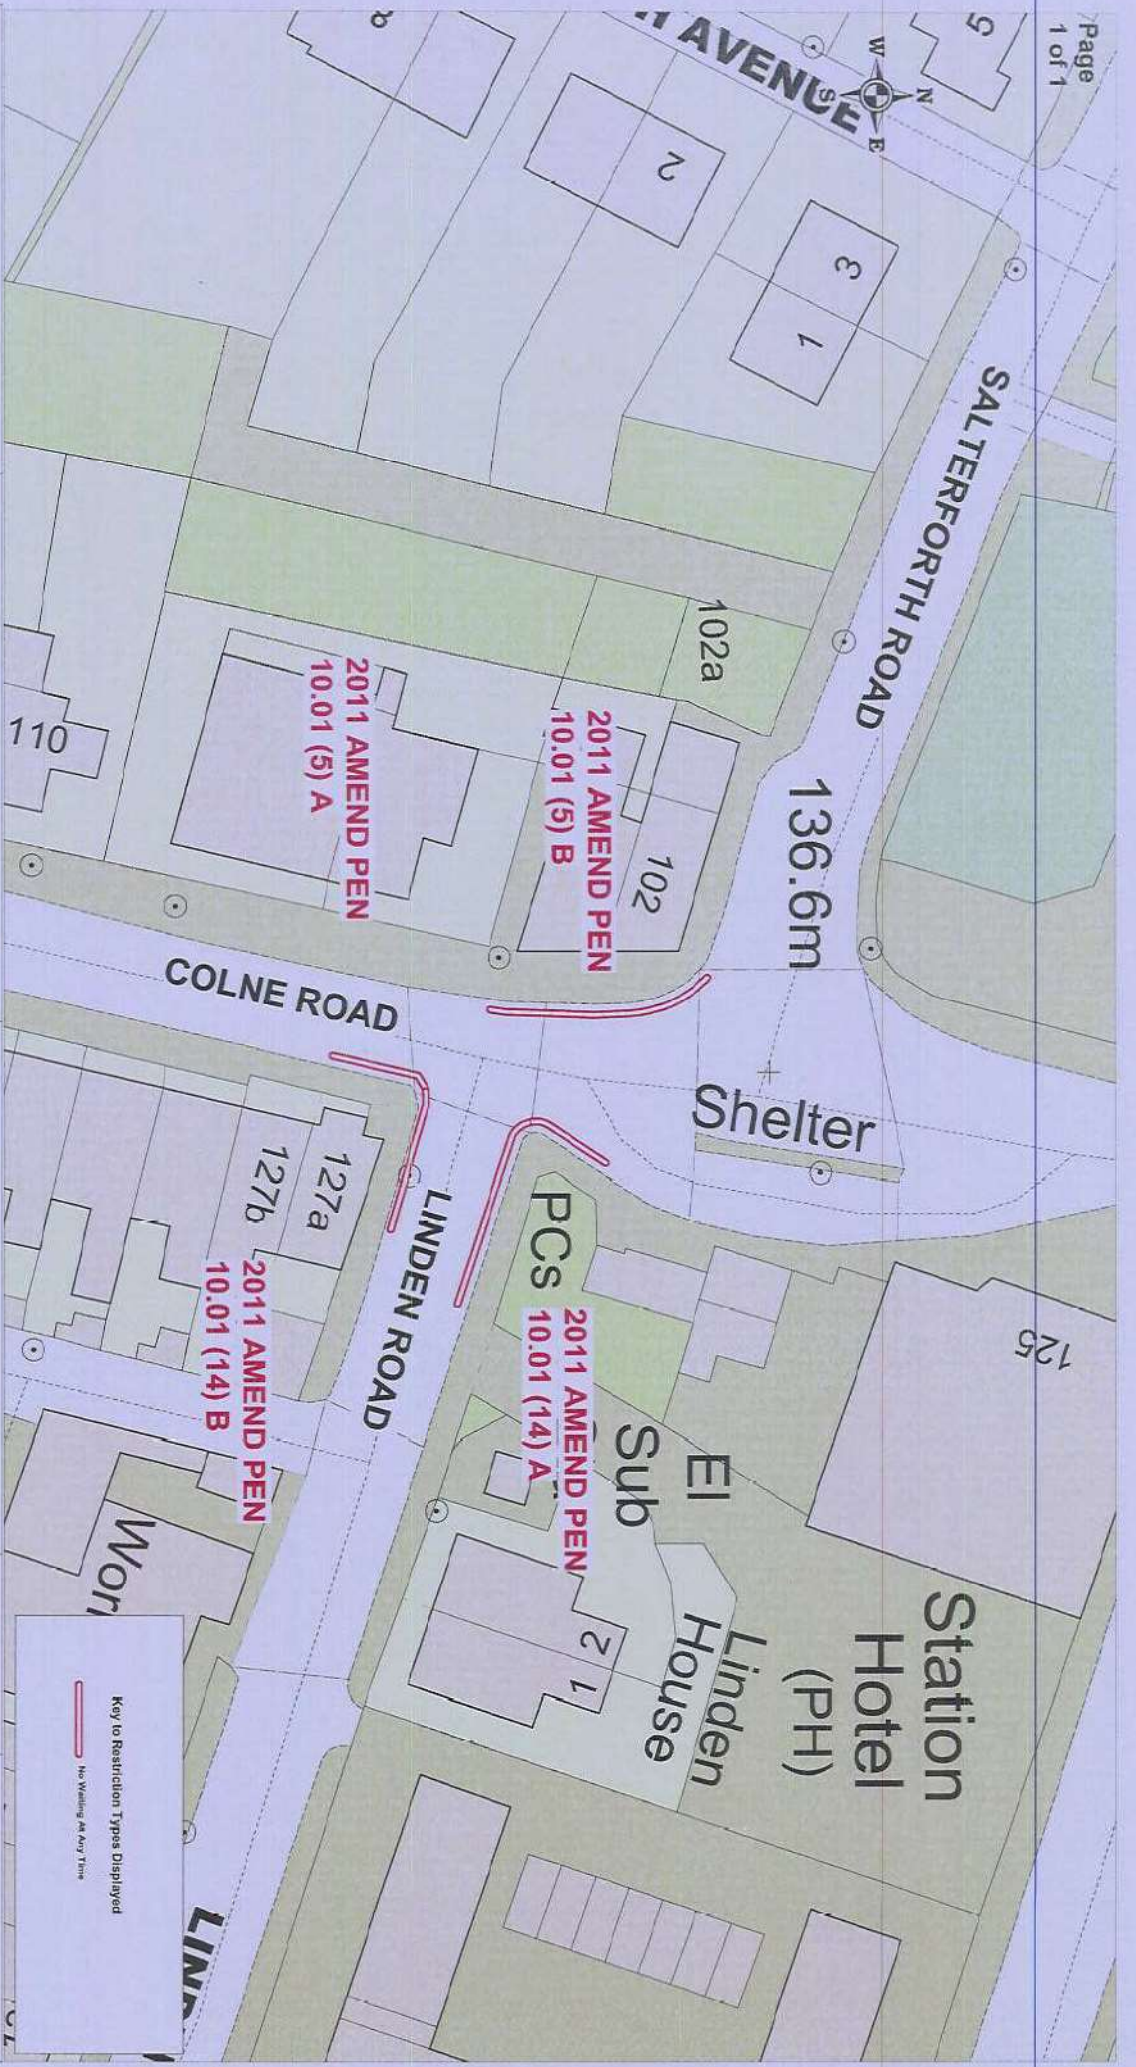 Page
1 of 1
N
W
E
S
AVENUE
5
8
2
3
1
SALTERFORTH ROAD
102a
136.6m
102
2011 AMEND PEN
10.01 (5) B
2011 AMEND PEN
10.01 (5) A
110
COLNE ROAD
Shelter
125
127a
127b
LINDEN ROAD
PCs
2011 AMEND PEN
10.01 (14) A
2011 AMEND PEN
10.01 (14) B
El
Sub
Station
Hotel
(PH)
Linden
House
2
1
Key to Restriction Types Displayed
No Waiting At Any Time